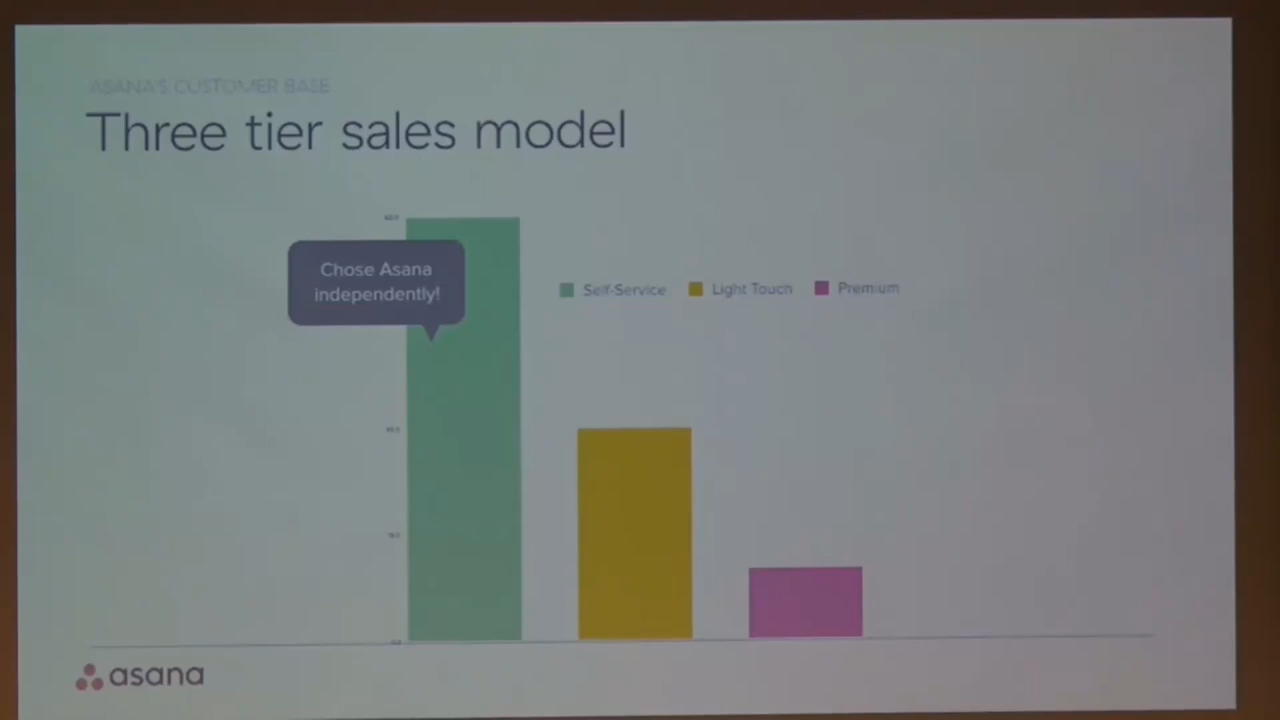 ASANA'S CUSTOMER BASE
Three tier sales model
Chose Asana
independently!
Self-Service
Light Touch
Premium
asana